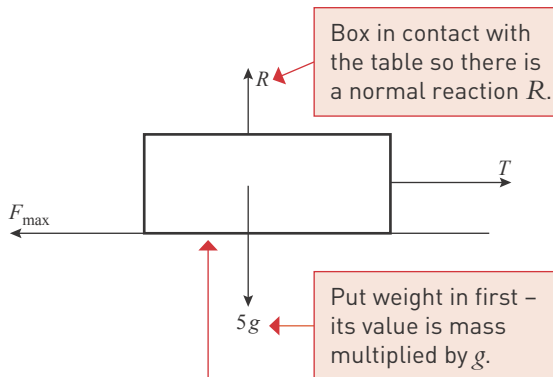 Box in contact with
the table so there is
a normal reaction R.
R
T
F max
5g
Put weight in first –
its value is mass
multiplied by g.